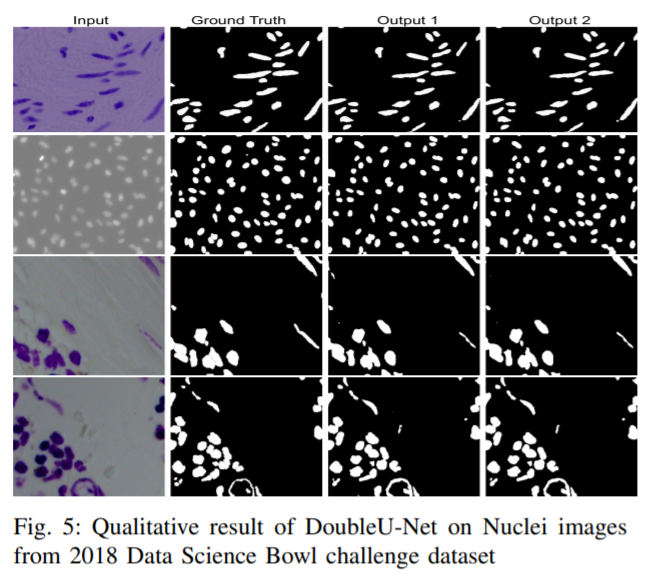 Input Ground Truth Output 1 Output 2
Fig. 5: Qualitative result of DoubleU-Net on Nuclei images
from 2018 Data Science Bowl challenge dataset